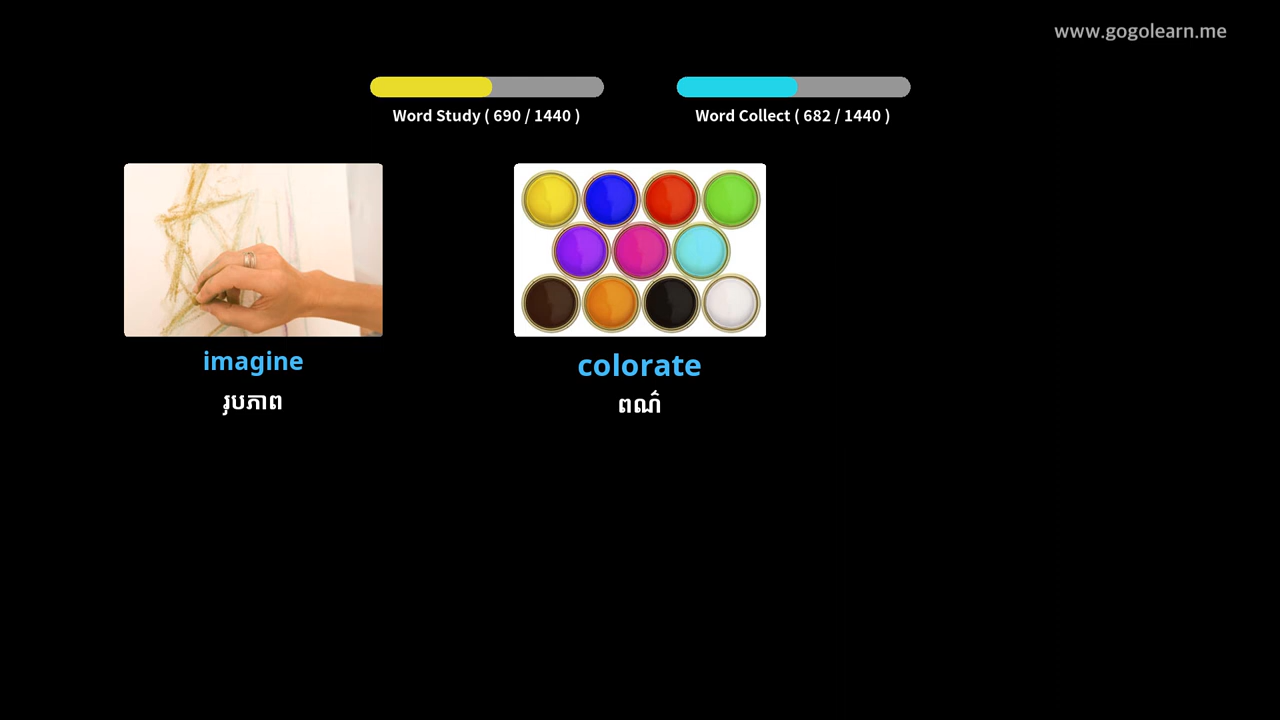 www.gogolearn.me
Word Study ( 690 / 1440 )
Word Collect ( 682 / 1440 )
imagine
រូបភាព
colorate
ពណ៌